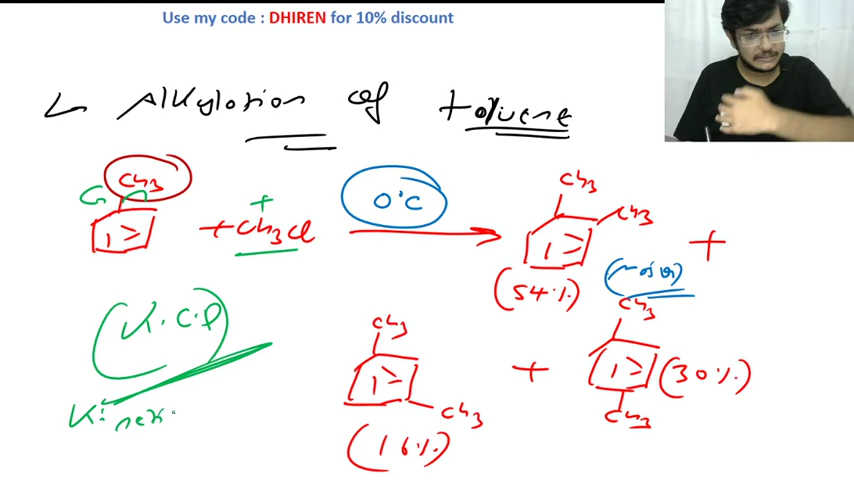 Use my code : DHIREN for 10% discount
Alkylation of toluene
CH3
+ CH3Cl
+
0°C
CH3
CH3
+
(54%)
(major)
K.C.P
CH3
CH3
(16%)
+
CH3
CH3
(30%)